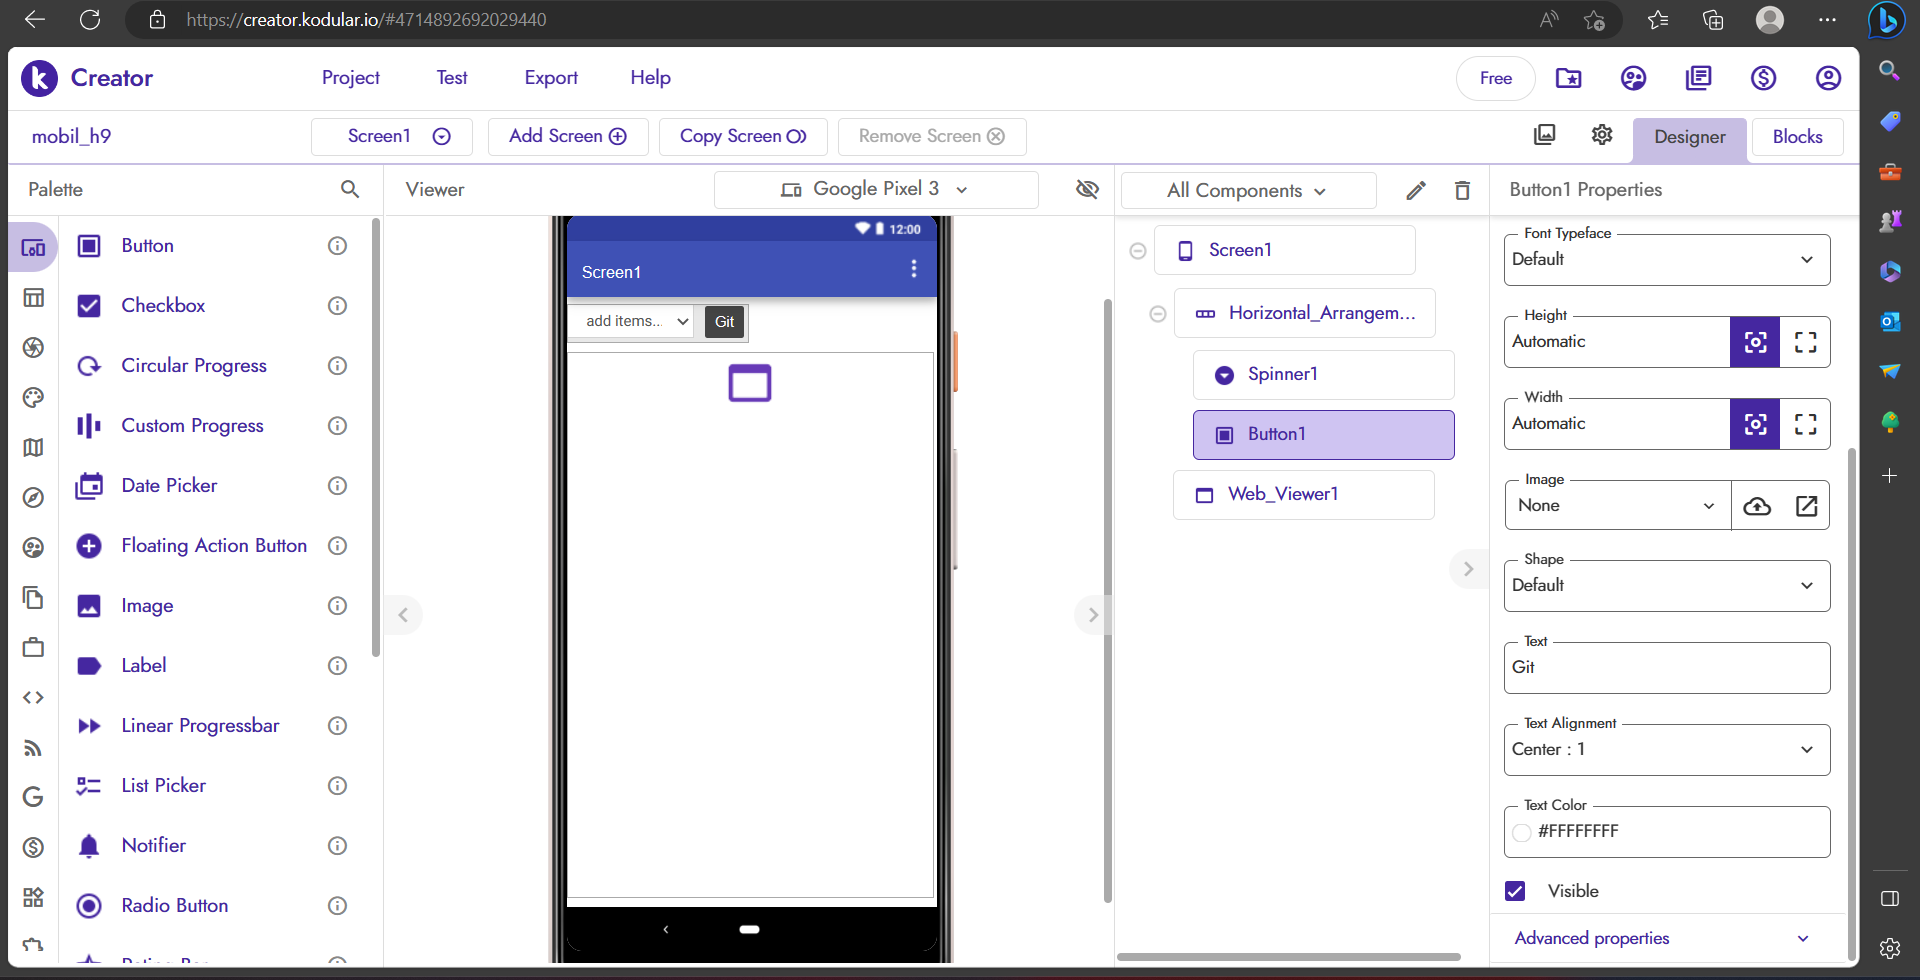 https://creator.kodular.io/#4714892692029440
Creator
Project
Test
Export
Help
Free
mobil_h9
Screen1
Add Screen
Copy Screen
Remove Screen
Designer
Blocks
Palette
Viewer
Google Pixel 3
All Components
Button1 Properties
Button
Checkbox
Circular Progress
Custom Progress
Date Picker
Floating Action Button
Image
Label
Linear Progressbar
List Picker
Notifier
Radio Button
12:00
Screen1
add items...
Git
Screen1
Horizontal_Arrangem...
Spinner1
Button1
Web_Viewer1
Font Typeface
Default
Height
Automatic
Width
Automatic
Image
None
Shape
Default
Text
Git
Text Alignment
Center : 1
Text Color
#FFFFFFFF
Visible
Advanced properties